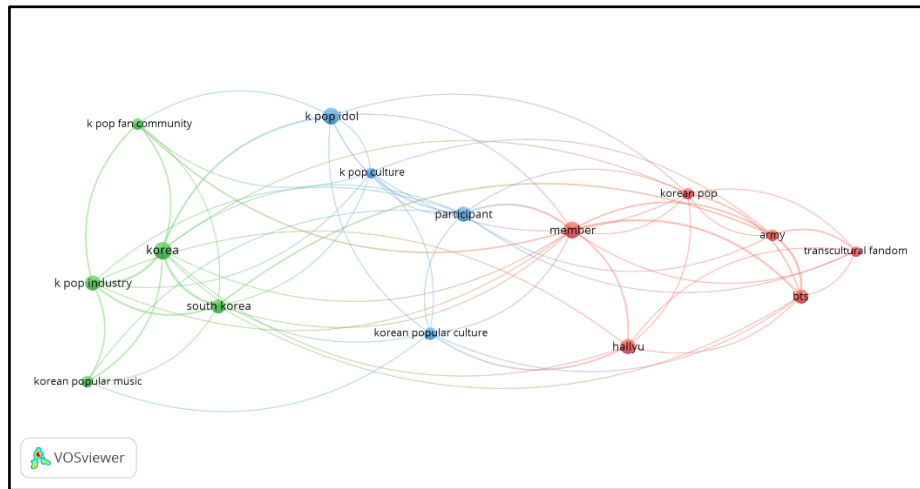 k pop idol
k pop fan community
k pop culture
korean pop
participant
member
army
korea
transcultural fandom
k pop industry
bts
south korea
korean popular culture
hallyu
korean popular music
VOSviewer